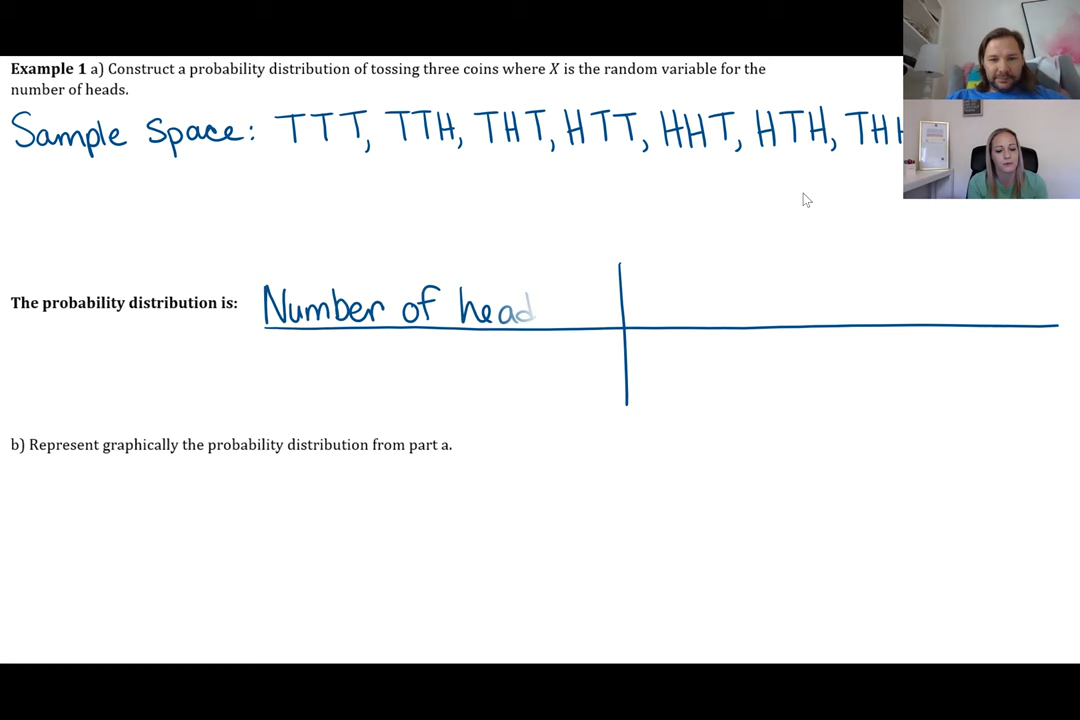 Example 1 a) Construct a probability distribution of tossing three coins where X is the random variable for the
number of heads.
Sample Space: TTT, TTH, THT, HTT, HHT, HTH, THH
The probability distribution is: Number of head
b) Represent graphically the probability distribution from part a.